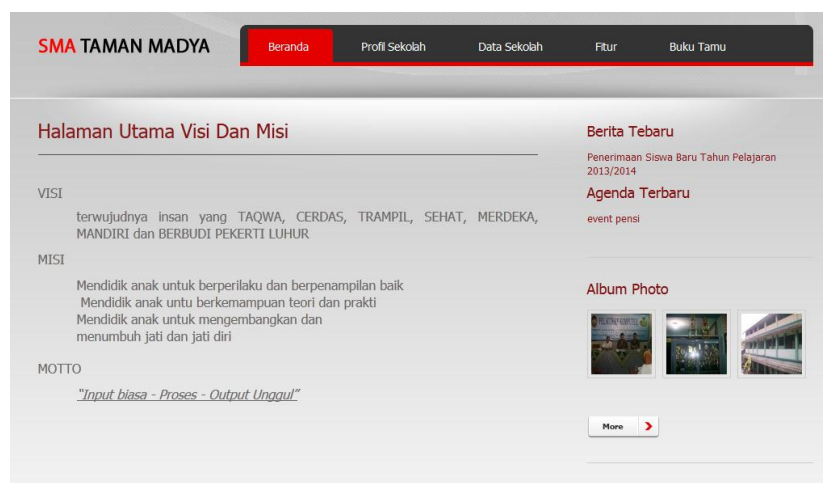 SMA TAMAN MADYA
Beranda
Profil Sekolah
Data Sekolah
Fitur
Buku Tamu
Halaman Utama Visi Dan Misi
VISI
terwujudnya insan yang TAQWA, CERDAS, TRAMPIL, SEHAT, MERDEKA,
MANDIRI dan BERBUDI PEKERTI LUHUR
MISI
Mendidik anak untuk berperilaku dan berpenampilan baik
Mendidik anak untu berkemampuan teori dan prakti
Mendidik anak untuk mengembangkan dan
menumbuh jati dan jati diri
MOTTO
"Input biasa - Proses - Output Unggul"
Berita Tebaru
Penerimaan Siswa Baru Tahun Pelajaran
2013/2014
Agenda Terbaru
event pensi
Album Photo
More